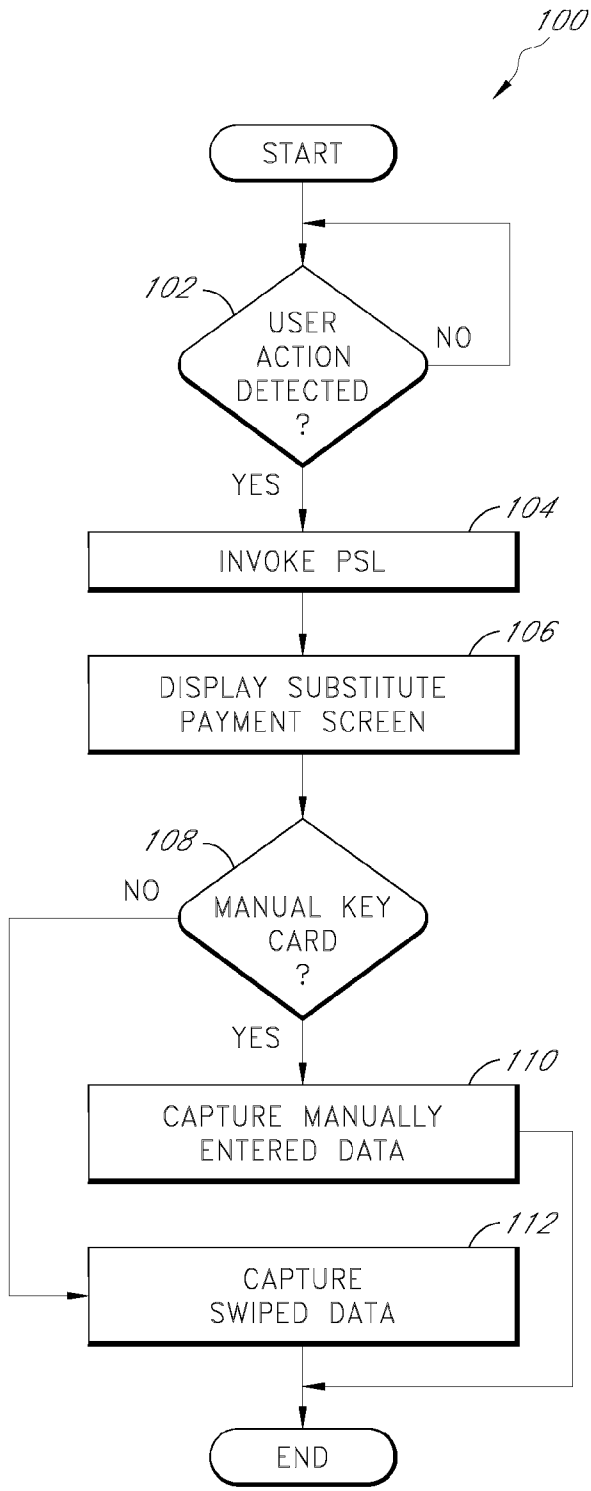 100
START
102
USER
ACTION
DETECTED
?
NO
YES
104
INVOKE PSL
106
DISPLAY SUBSTITUTE
PAYMENT SCREEN
108
NO
MANUAL KEY
CARD
?
YES
110
CAPTURE MANUALLY
ENTERED DATA
112
CAPTURE
SWIPED DATA
END